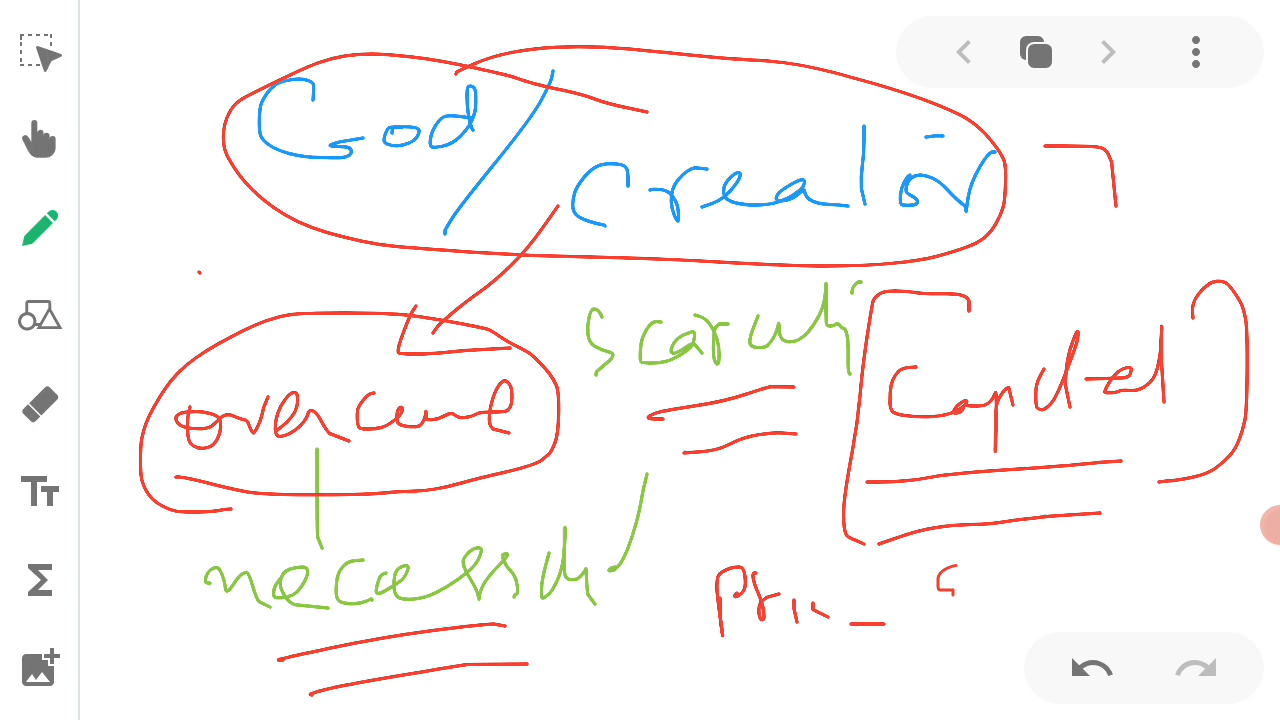 God /
Creator
scarcity
Capital
overcome
necessity